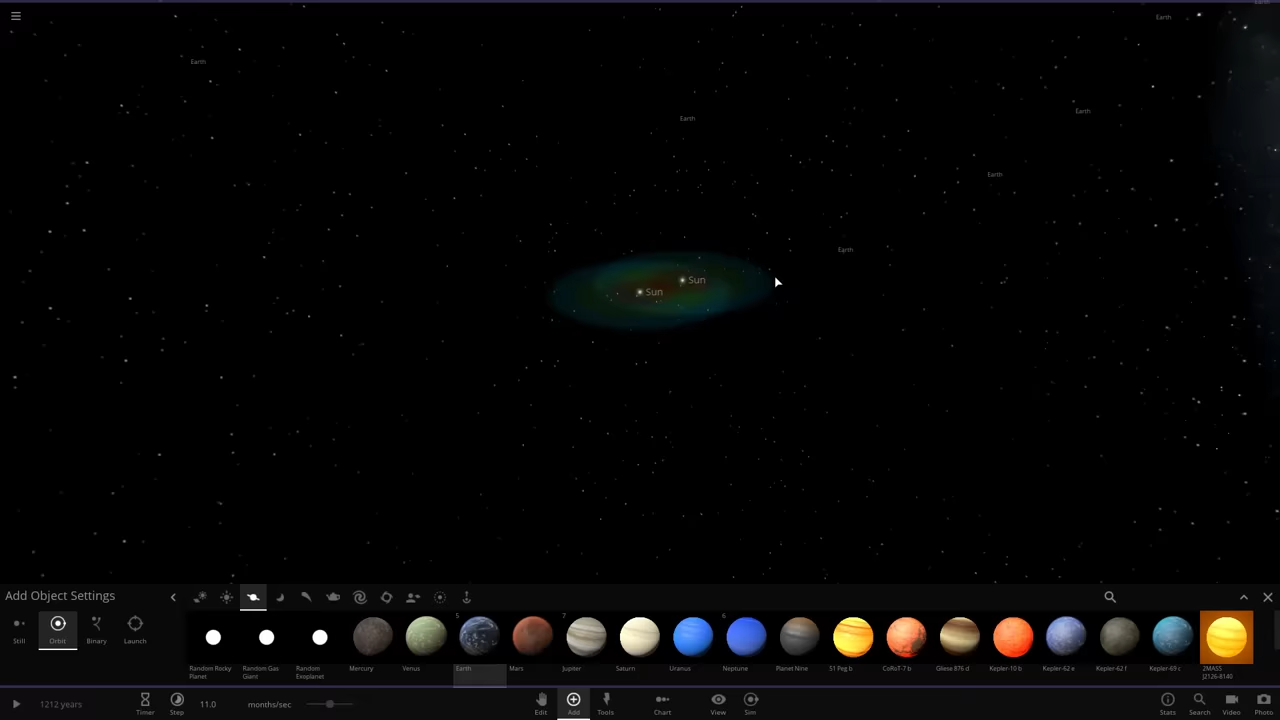 Earth
Earth
Earth
Earth
Earth
Earth
Sun
Sun
Add Object Settings
Still
Orbit
Binary
Launch
Random Rocky
Planet
Random Gas
Giant
Random
Exoplanet
Mercury
Venus
5
Earth
Mars
7
Jupiter
Saturn
Uranus
6
Neptune
Planet Nine
51 Peg b
CoRoT-7 b
Gliese 876 d
Kepler-10 b
Kepler-62 e
Kepler-62 f
Kepler-69 c
2MASS
J2126-8140
1212 years
Timer
Step
11.0
months/sec
Edit
Add
Tools
Chart
View
Sim
Stats
Search
Video
Photo